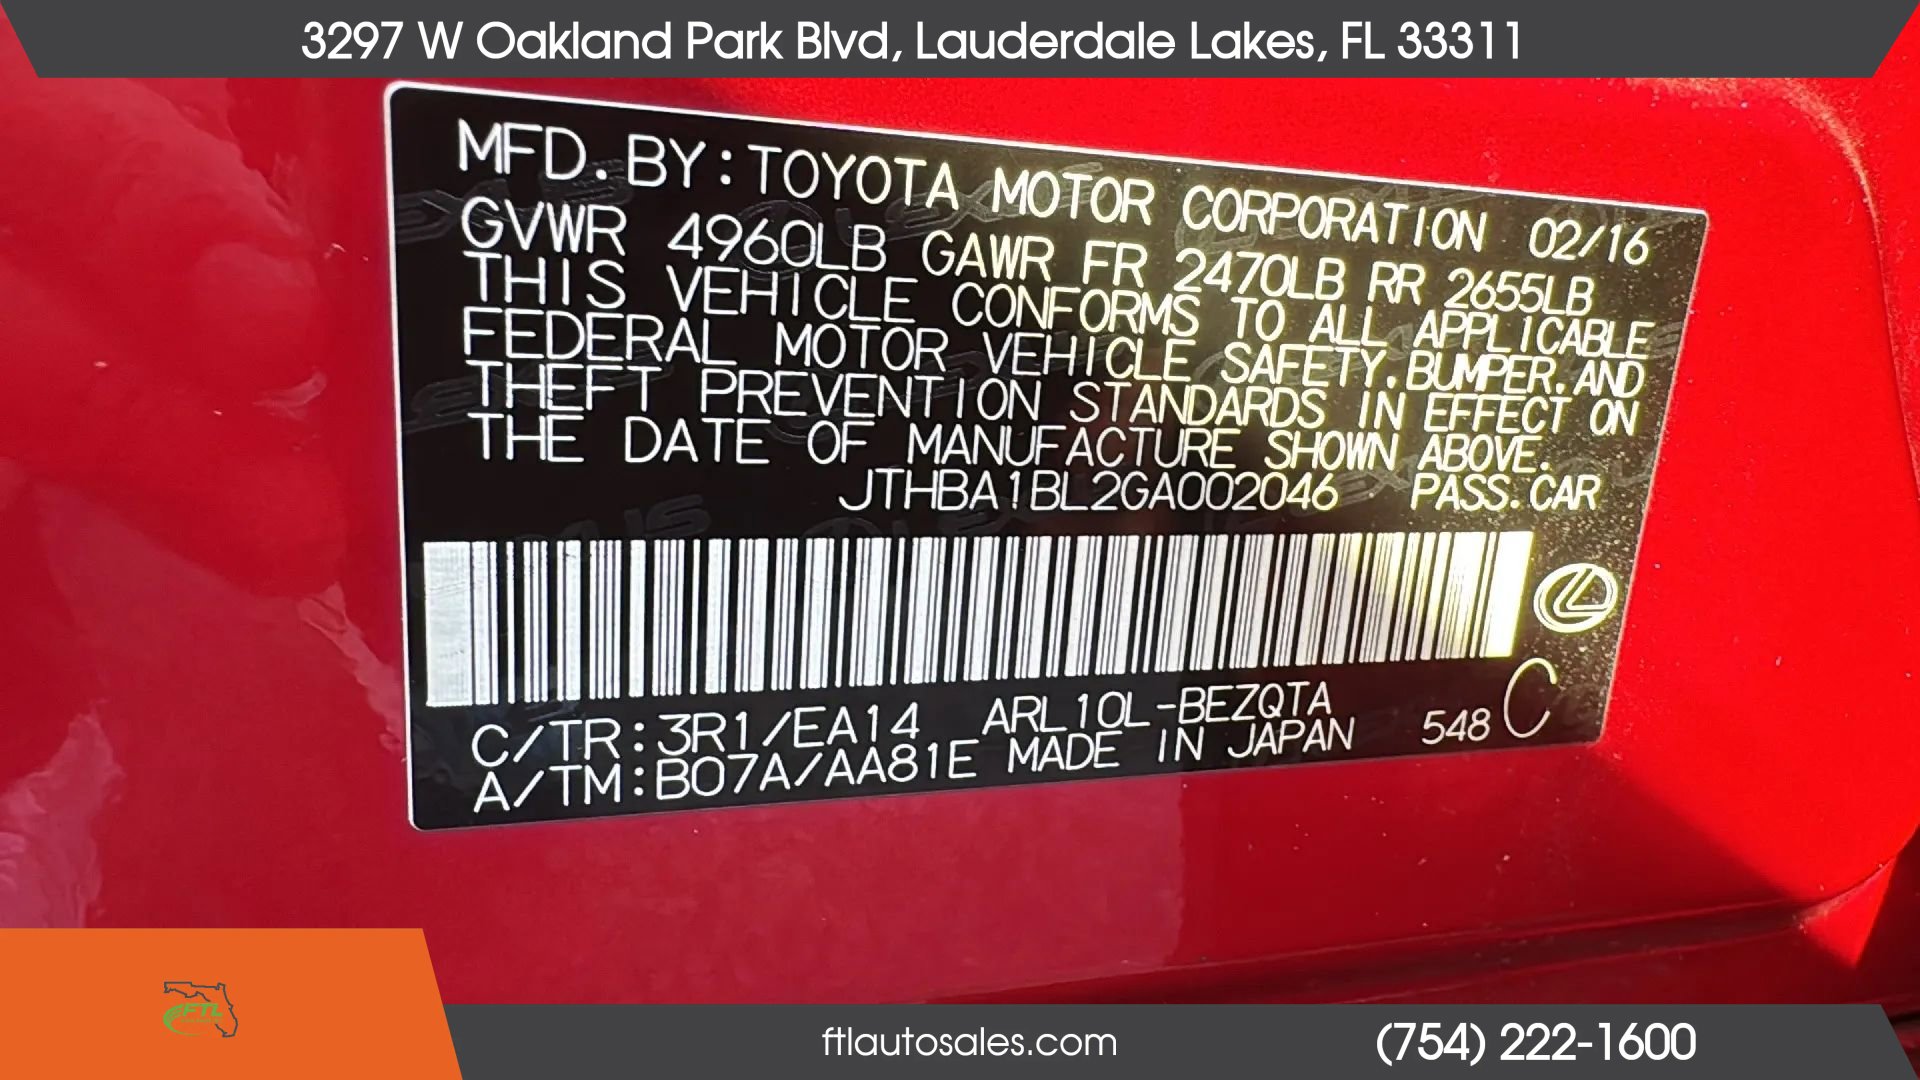 3297 W Oakland Park Blvd, Lauderdale Lakes, FL 33311
MFD. BY: TOYOTA MOTOR CORPORATION 02/16
GVWR 4960LB GAWR FR 2470LB RR 2655LB
THIS VEHICLE CONFORMS TO ALL APPLICABLE
FEDERAL MOTOR VEHICLE SAFETY, BUMPER, AND
THEFT PREVENTION STANDARDS IN EFFECT ON
THE DATE OF MANUFACTURE SHOWN ABOVE.
JTHBA1BL2GA002046 PASS. CAR
C/TR: 3R1/EA14 ARL10L-BEZQTA
A/TM: B07A/AA81E MADE IN JAPAN 548 C
FTL
ftlautosales.com
(754) 222-1600